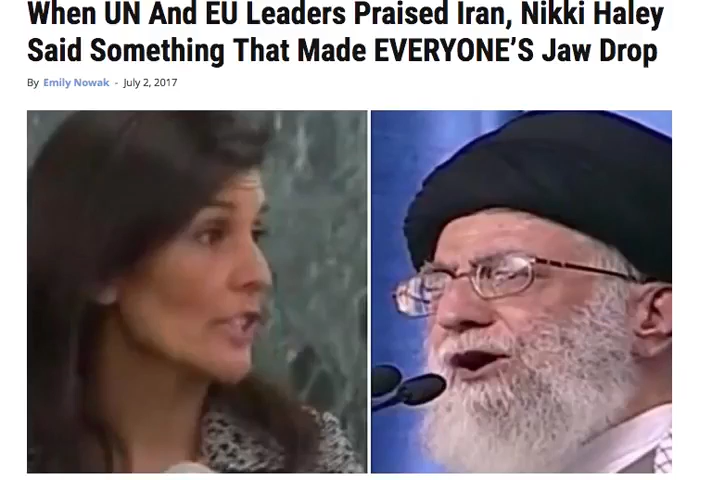 When UN And EU Leaders Praised Iran, Nikki Haley
Said Something That Made EVERYONE’S Jaw Drop
By Emily Nowak - July 2, 2017